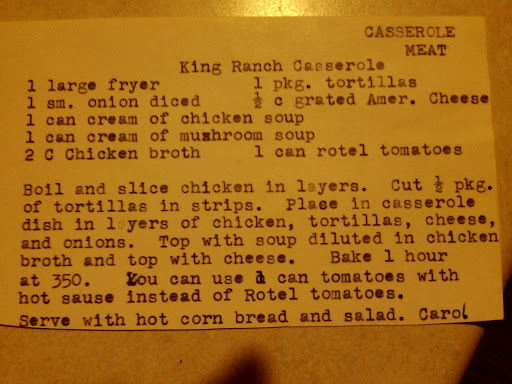 CASSEROLE
MEAT
King Ranch Casserole
1 large fryer 1 pkg. tortillas
1 sm. onion diced ½ c grated Amer. Cheese
1 can cream of chicken soup
1 can cream of mushroom soup
2 C Chicken broth 1 can rotel tomatoes
Boil and slice chicken in layers. Cut ½ pkg.
of tortillas in strips. Place in casserole
dish in layers of chicken, tortillas, cheese,
and onions. Top with soup diluted in chicken
broth and top with cheese. Bake 1 hour
at 350. You can use 1 can tomatoes with
hot sause instead of Rotel tomatoes.
Serve with hot corn bread and salad. Carol